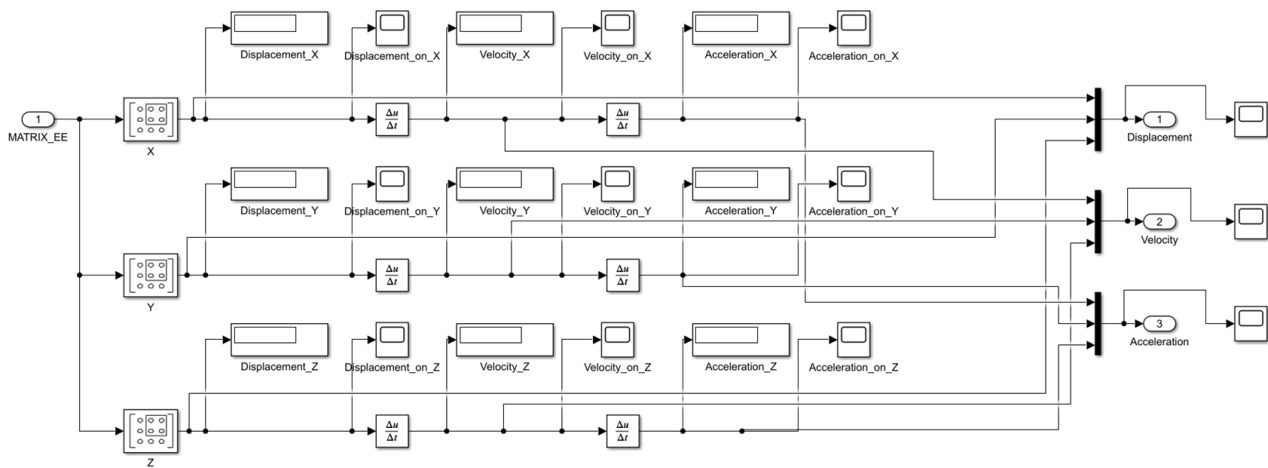 Displacement_X
Displacement_on_X
Velocity_X
Velocity_on_X
Acceleration_X
Acceleration_on_X
1
MATRIX_EE
X
Δu
Δt
Δu
Δt
1
Displacement
Displacement_Y
Displacement_on_Y
Velocity_Y
Velocity_on_Y
Acceleration_Y
Acceleration_on_Y
2
Velocity
Y
Δu
Δt
Δu
Δt
3
Acceleration
Displacement_Z
Displacement_on_Z
Velocity_Z
Velocity_on_Z
Acceleration_Z
Acceleration_on_Z
Z
Δu
Δt
Δu
Δt